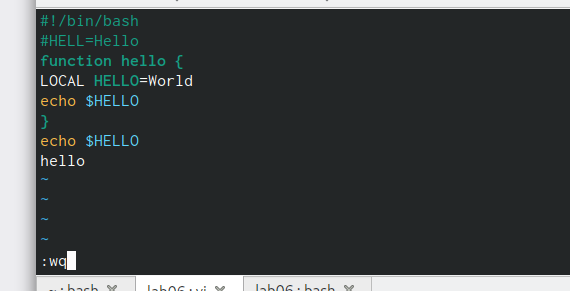 #!/bin/bash
#HELL=Hello
function hello {
LOCAL HELLO=World
echo $HELLO
}
echo $HELLO
hello
~
~
~
~
:wq
~ : bash lab06 : vi lab06 : bash